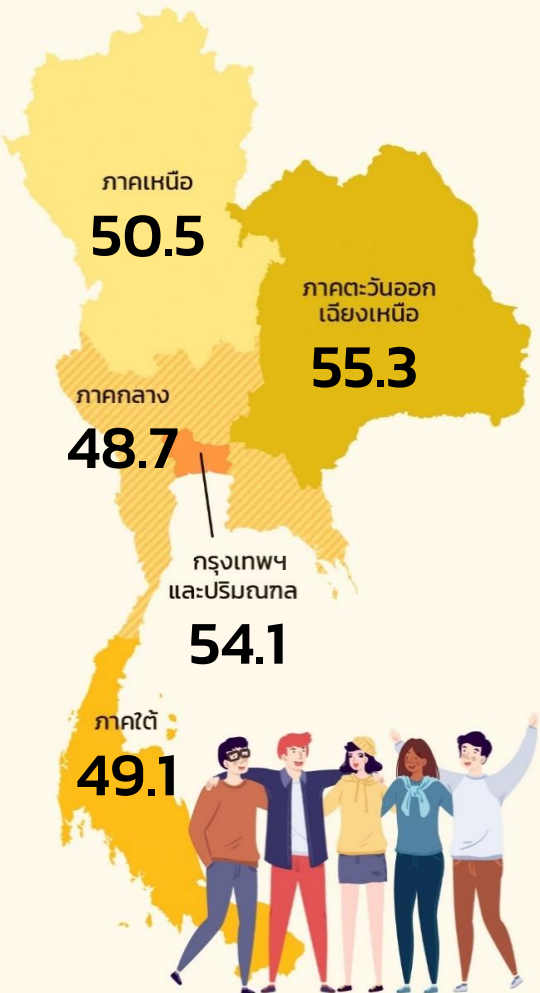 ภาคเหนือ
50.5
ภาคตะวันออก
เฉียงเหนือ
55.3
ภาคกลาง
48.7
กรุงเทพฯ
และปริมณฑล
54.1
ภาคใต้
49.1